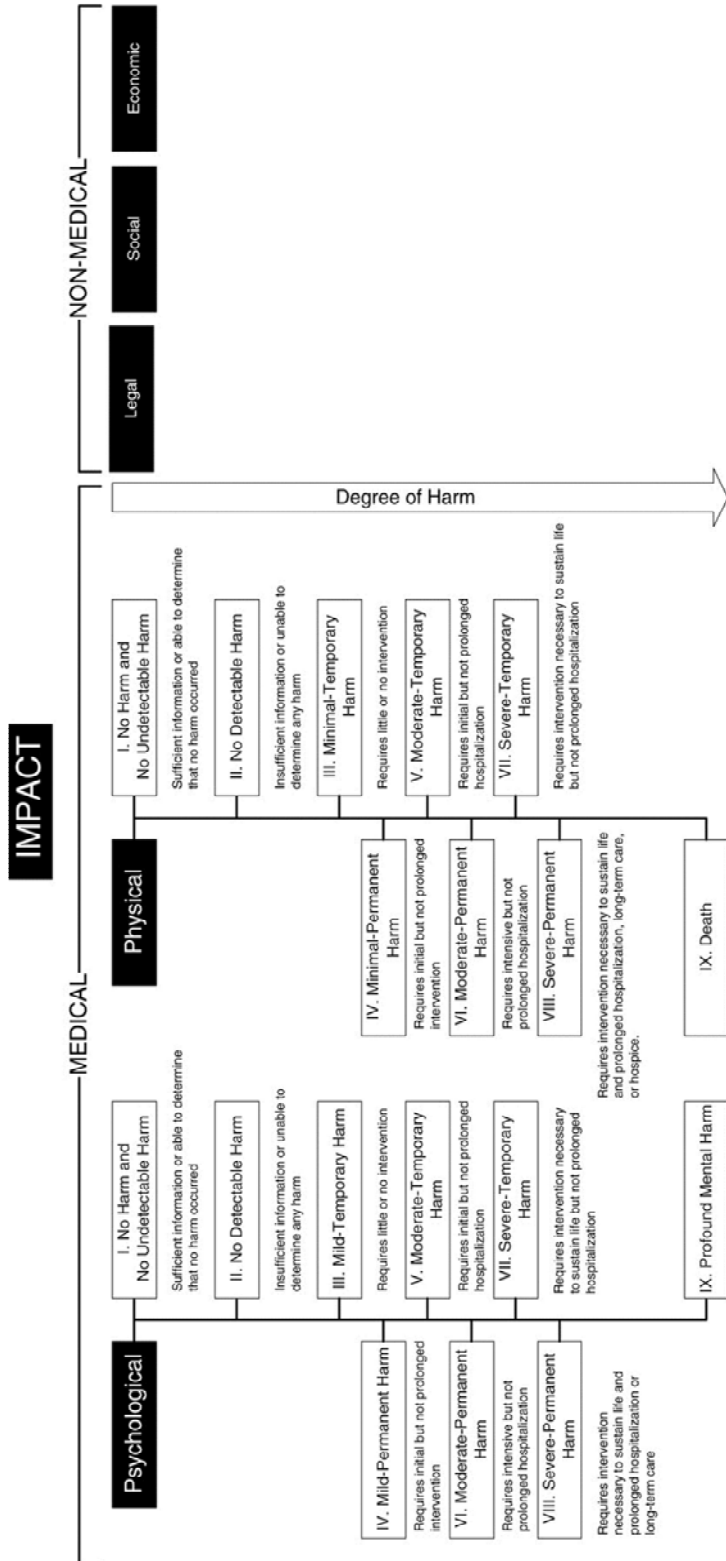 IMPACT
MEDICAL
NON-MEDICAL
Psychological
Physical
Legal
Social
Economic
I. No Harm and
No Undetectable Harm
Sufficient information or able to determine
that no harm occurred
II. No Detectable Harm
Insufficient information or unable to
determine any harm
III. Mild-Temporary Harm
Requires little or no intervention
IV. Mild-Permanent Harm
Requires initial but not prolonged
intervention
V. Moderate-Temporary
Harm
Requires initial but not prolonged
hospitalization
VI. Moderate-Permanent
Harm
Requires intensive but not
prolonged hospitalization
VII. Severe-Temporary
Harm
Requires intervention necessary
to sustain life but not prolonged
hospitalization
VIII. Severe-Permanent
Harm
Requires intervention
necessary to sustain life and
prolonged hospitalization or
long-term care
IX. Profound Mental Harm
I. No Harm and
No Undetectable Harm
Sufficient information or able to determine
that no harm occurred
II. No Detectable Harm
Insufficient information or unable to
determine any harm
III. Minimal-Temporary
Harm
Requires little or no intervention
IV. Minimal-Permanent
Harm
Requires initial but not prolonged
intervention
V. Moderate-Temporary
Harm
Requires initial but not prolonged
hospitalization
VI. Moderate-Permanent
Harm
Requires intensive but not
prolonged hospitalization
VII. Severe-Temporary
Harm
Requires intervention necessary to sustain life
but not prolonged hospitalization
VIII. Severe-Permanent
Harm
Requires intervention necessary to sustain life
and prolonged hospitalization, long-term care,
or hospice.
IX. Death
Degree of Harm